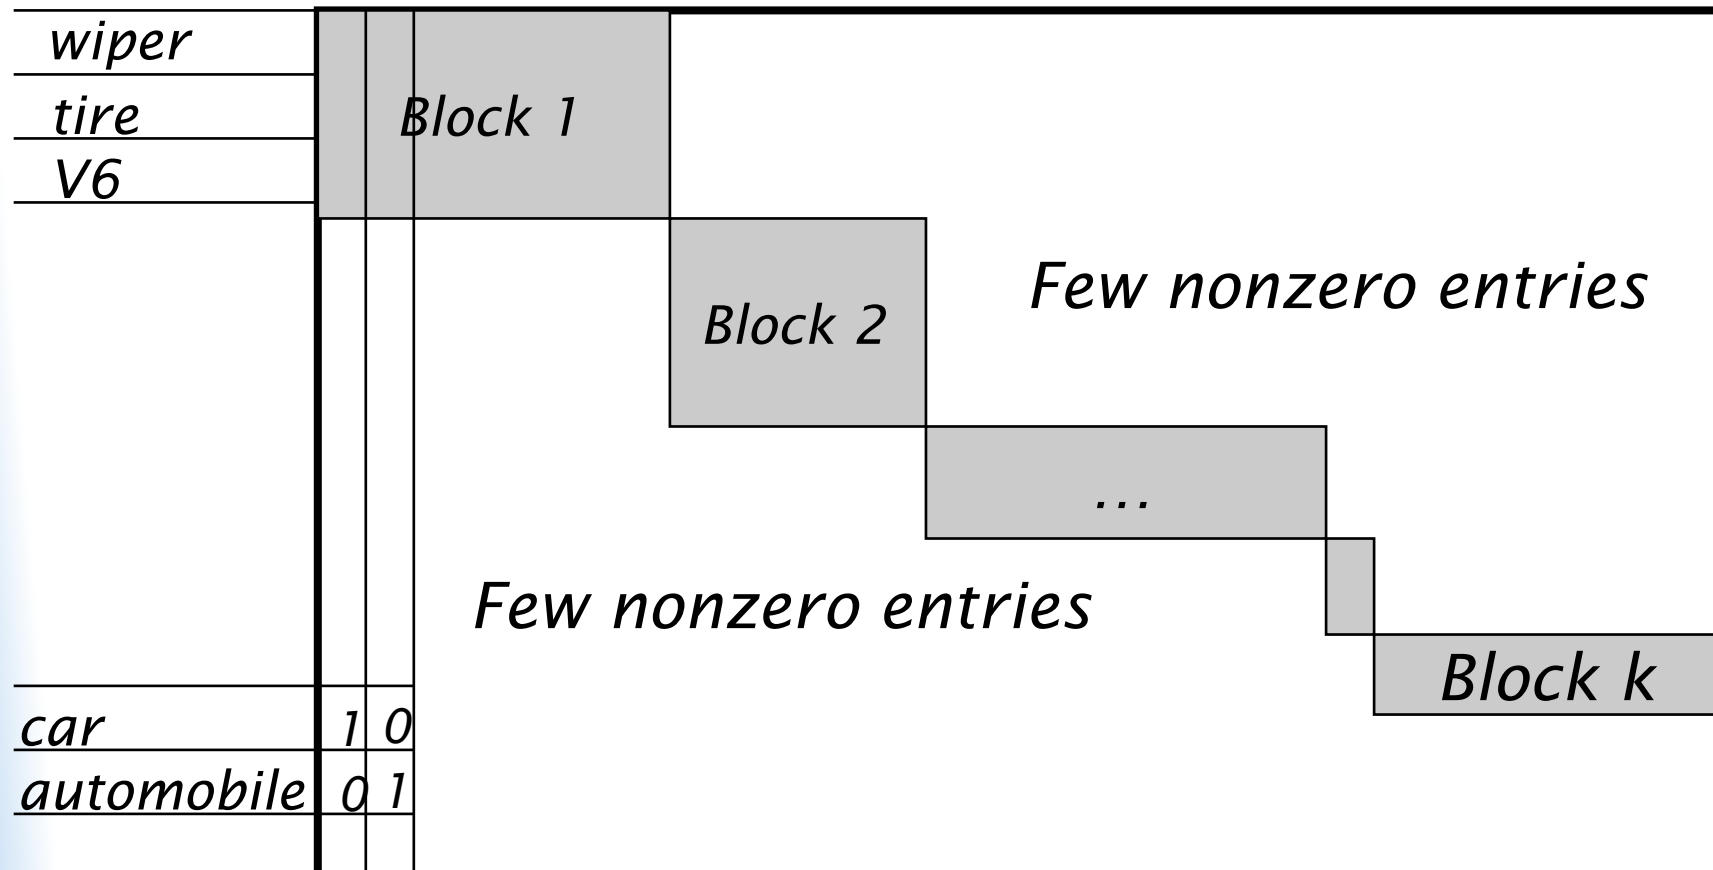 wiper
tire
V6
Block 1
Block 2
Few nonzero entries
...
Few nonzero entries
Block k
car 1 0
automobile 0 1